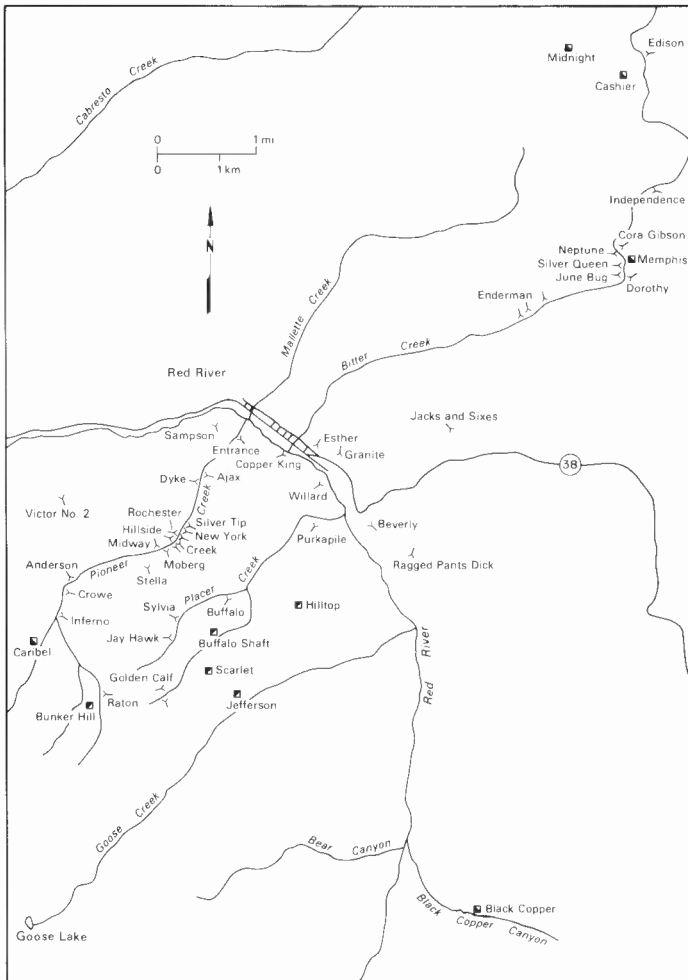 Cabresto Creek
Midnight
Edison
Cashier
0 1 mi
0 1 km
N
Independence
Cora Gibson
Neptune
Memphis
Silver Queen
June Bug
Dorothy
Enderman
Mallette Creek
Bitter Creek
Red River
Jacks and Sixes
Sampson
Esther
Entrance
Granite
Copper King
38
Dyke
Ajax
Willard
Creek
Victor No. 2
Rochester
Silver Tip
Hillside
New York
Beverly
Midway
Creek
Purkapile
Moberg
Anderson
Pioneer
Stella
Ragged Pants Dick
Crowe
Placer Creek
Sylvia
Buffalo
Hilltop
Inferno
Jay Hawk
Buffalo Shaft
Caribel
Golden Calf
Scarlet
Raton
Jefferson
Bunker Hill
Red River
Goose Creek
Bear Canyon
Black Copper
Black Copper Canyon
Goose Lake